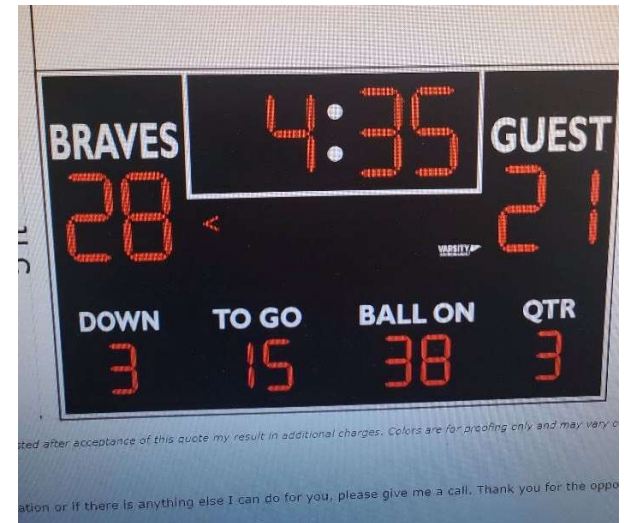 4:35
BRAVES GUEST
28 < 21
VARSITY
DOWN TO GO BALL ON QTR
3 15 38 3
sted after acceptance of this quote my result in additional charges. Colors are for proofing only and may vary
ation or if there is anything else I can do for you, please give me a call. Thank you for the oppo